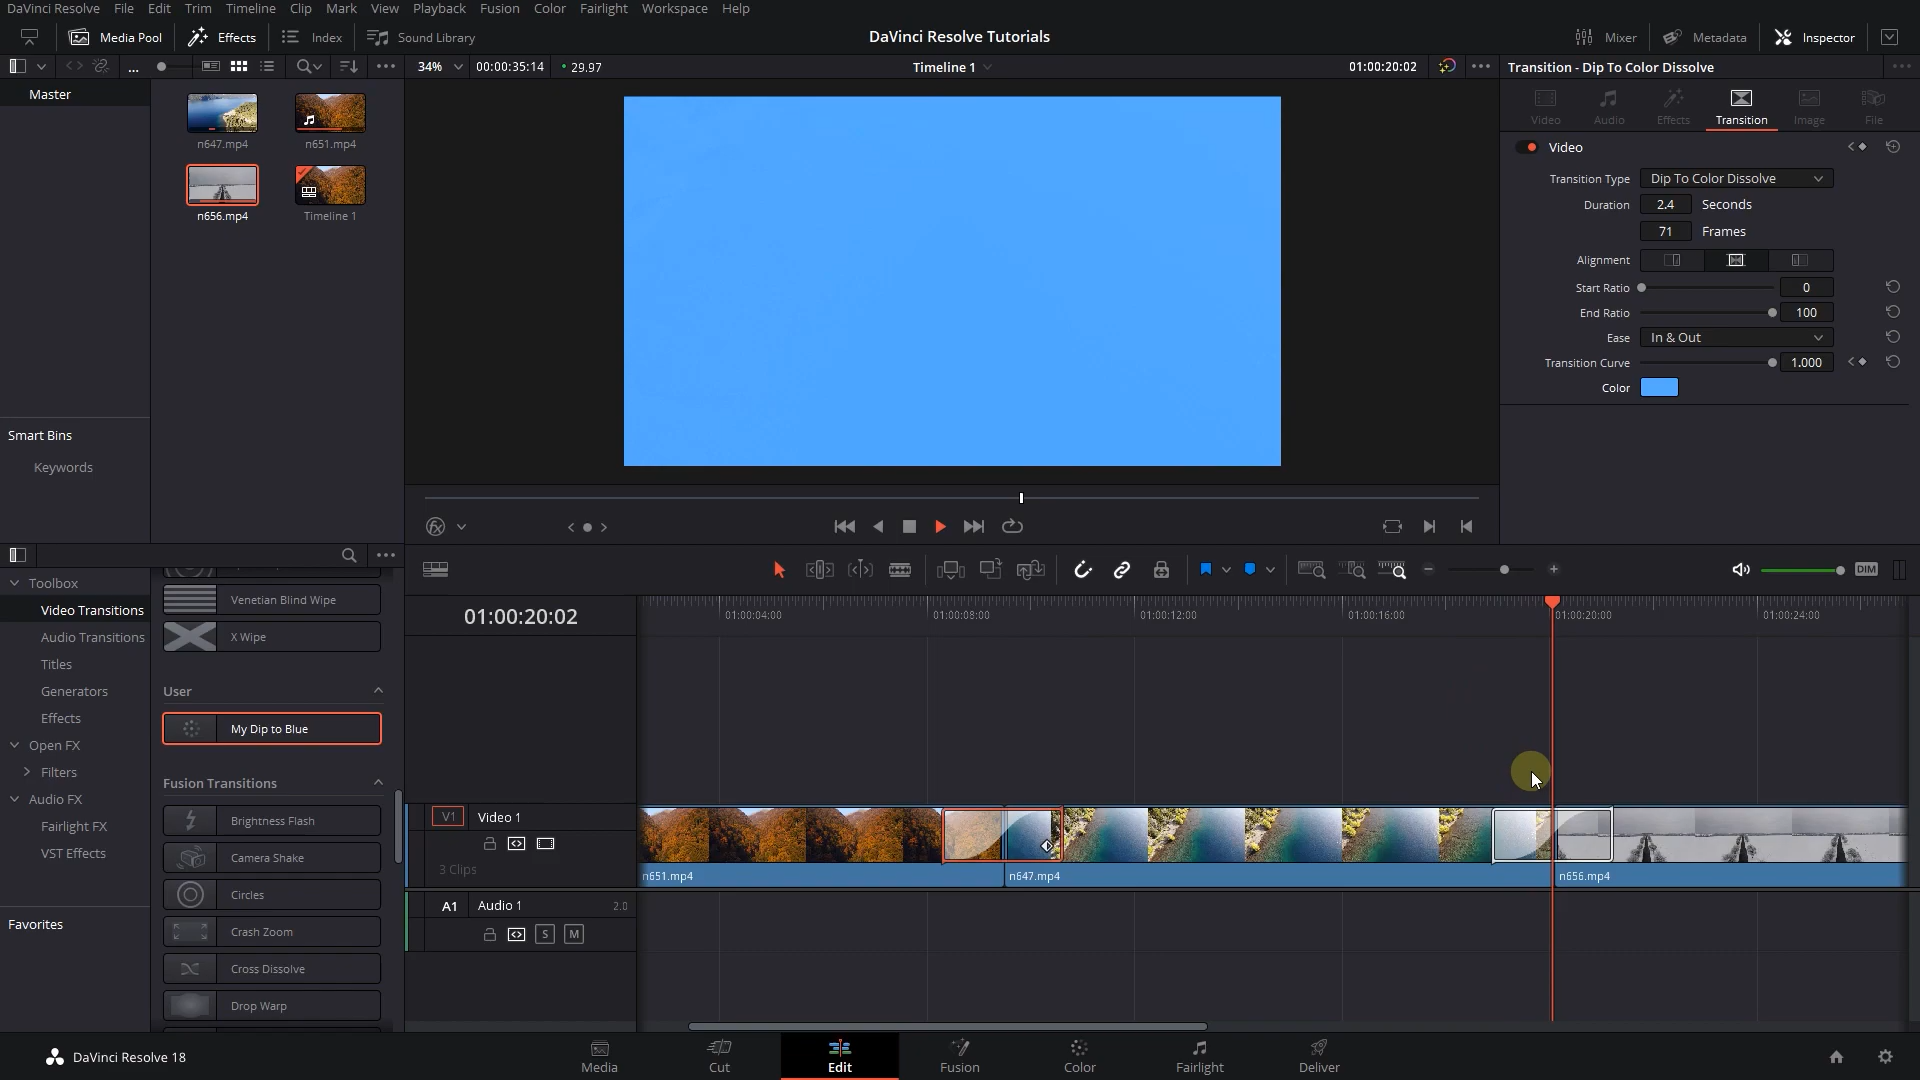 DaVinci Resolve File Edit Trim Timeline Clip Mark View Playback Fusion Color Fairlight Workspace Help
Media Pool Effects Index Sound Library DaVinci Resolve Tutorials Mixer Metadata Inspector
34% 00:00:35:14 29.97 Timeline 1 01:00:20:02 Transition - Dip To Color Dissolve
Master
n647.mp4 n651.mp4
n656.mp4 Timeline 1
Smart Bins
Keywords
Video Audio Effects Transition Image File
Video
Transition Type Dip To Color Dissolve
Duration 2.4 Seconds
71 Frames
Alignment
Start Ratio 0
End Ratio 100
Ease In & Out
Transition Curve 1.000
Color
Toolbox
Video Transitions
Audio Transitions
Titles
Generators
Effects
Open FX
Filters
Audio FX
Fairlight FX
VST Effects
Favorites
Venetian Blind Wipe
X Wipe
User
My Dip to Blue
Fusion Transitions
Brightness Flash
Camera Shake
Circles
Crash Zoom
Cross Dissolve
Drop Warp
DIM
01:00:20:02
01:00:04:00 01:00:08:00 01:00:12:00 01:00:16:00 01:00:20:00 01:00:24:00
V1 Video 1
3 Clips
n651.mp4 n647.mp4 n656.mp4
A1 Audio 1 2.0
S M
DaVinci Resolve 18
Media Cut Edit Fusion Color Fairlight Deliver